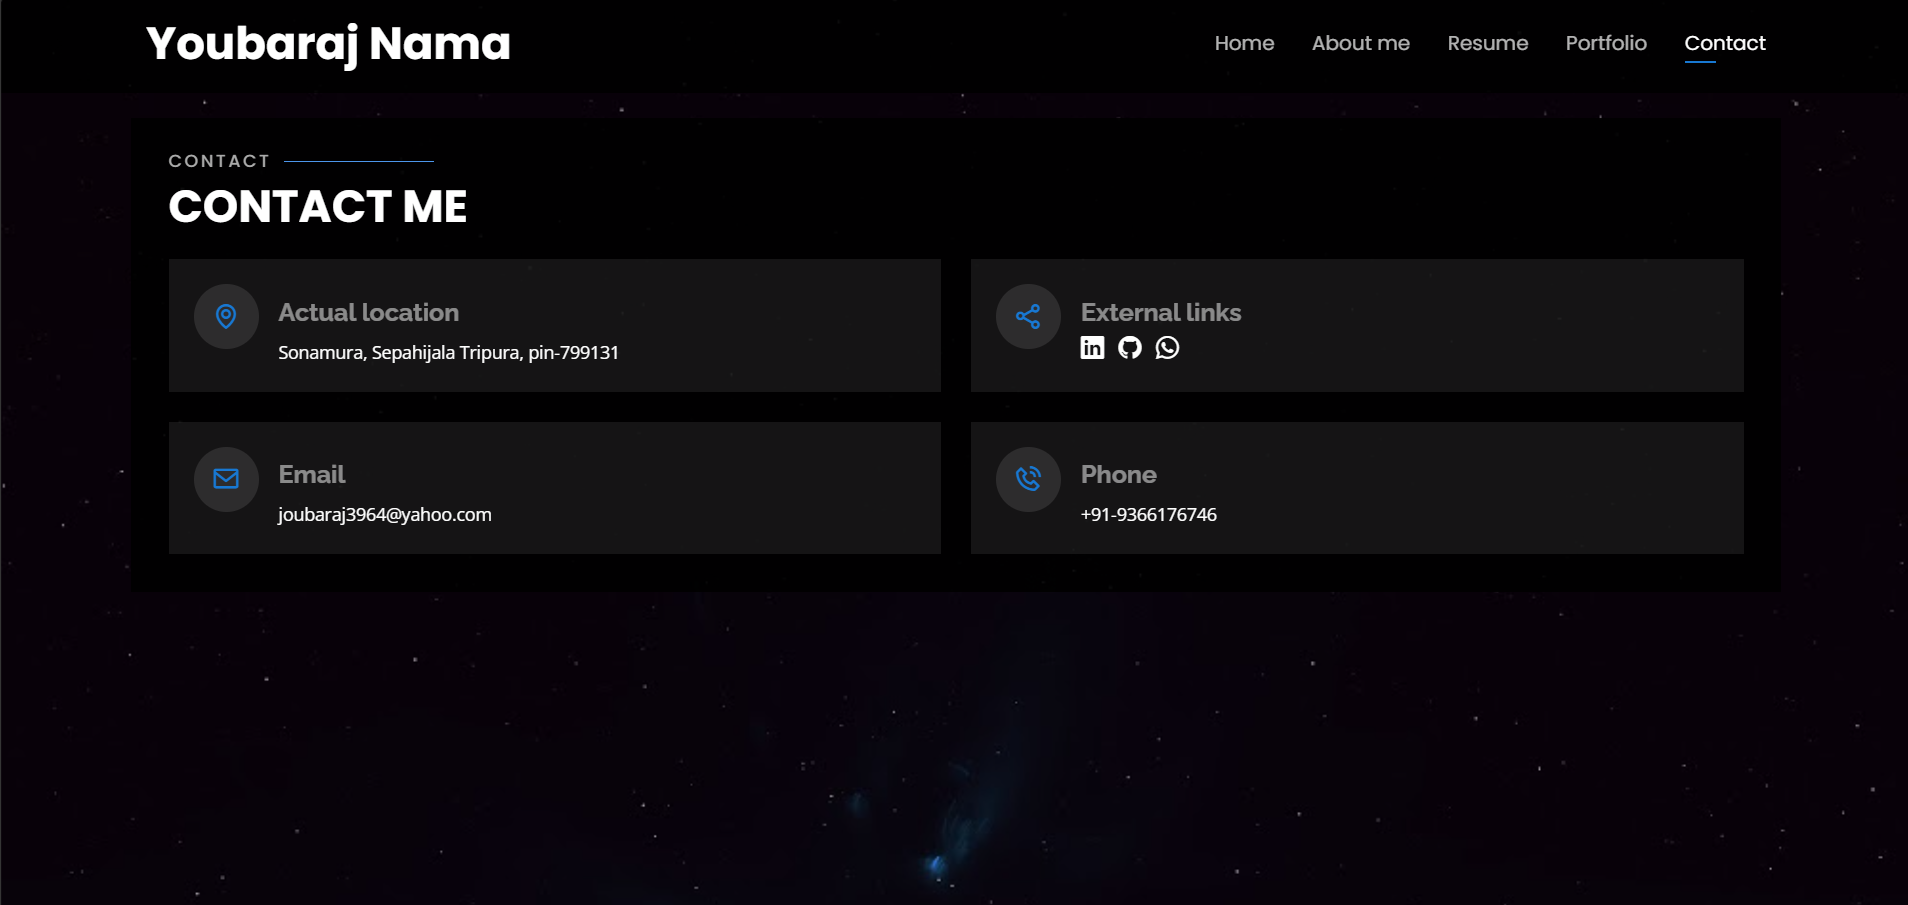 Youbaraj Nama
Home About me Resume Portfolio Contact
CONTACT
CONTACT ME
Actual location
Sonamura, Sepahijala Tripura, pin-799131
External links
Email
joubaraj3964@yahoo.com
Phone
+91-9366176746